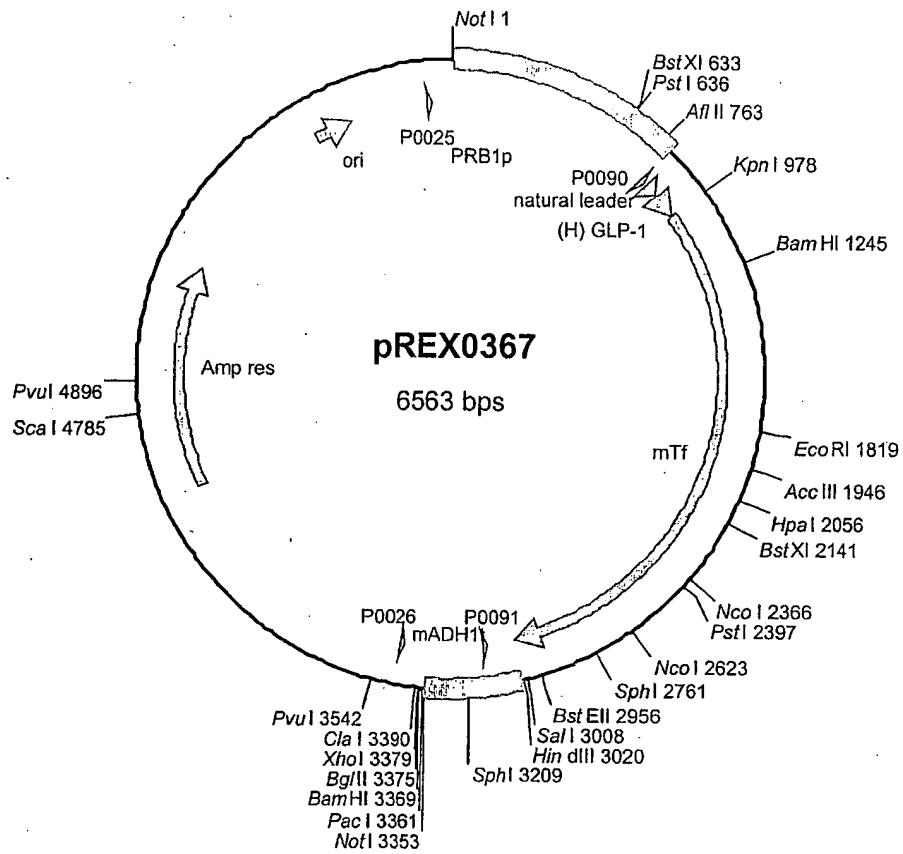 NotI 1
BstXI 633
PstI 636
AflII 763
P0025
PRB1p
ori
KpnI 978
P0090
natural leader
(H) GLP-1
BamHI 1245
pREX0367
6563 bps
Amp res
PvuI 4896
ScaI 4785
mTf
EcoRI 1819
AccIII 1946
HpaI 2056
BstXI 2141
NcoI 2366
PstI 2397
P0026
mADH1
P0091
NcoI 2623
SphI 2761
BstEII 2956
SalI 3008
HindIII 3020
SphI 3209
PvuI 3542
ClaI 3390
XhoI 3379
BglII 3375
BamHI 3369
PacI 3361
NotI 3353